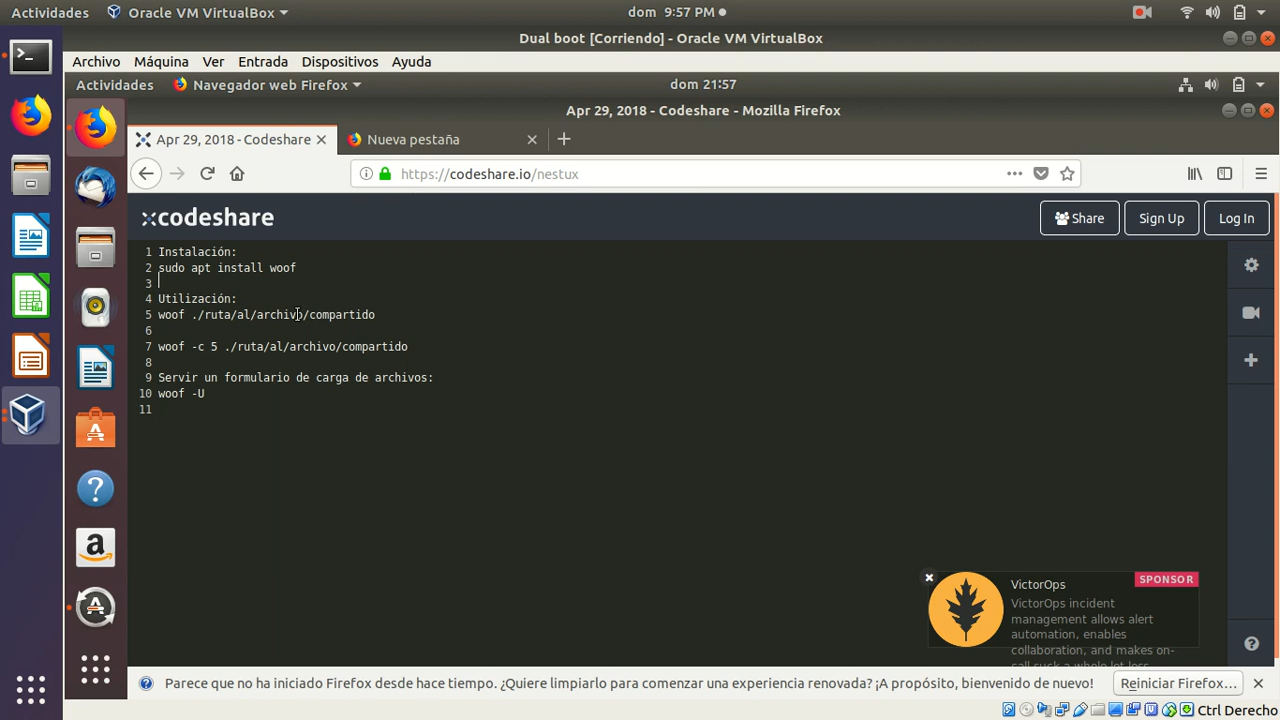 Actividades Oracle VM VirtualBox dom 9:57 PM
Dual boot [Corriendo] - Oracle VM VirtualBox
Archivo Máquina Ver Entrada Dispositivos Ayuda
Actividades Navegador web Firefox dom 21:57
Apr 29, 2018 - Codeshare - Mozilla Firefox
Apr 29, 2018 - Codeshare Nueva pestaña
https://codeshare.io/nestux
codeshare Share Sign Up Log In
1 Instalación:
2 sudo apt install woof
3
4 Utilización:
5 woof ./ruta/al/archivo/compartido
6
7 woof -c 5 ./ruta/al/archivo/compartido
8
9 Servir un formulario de carga de archivos:
10 woof -U
11
VictorOps SPONSOR
VictorOps incident
management allows alert
automation, enables
collaboration, and makes on-
call suck a whole lot less.
Parece que no ha iniciado Firefox desde hace tiempo. ¿Quiere limpiarlo para comenzar una experiencia renovada? ¡A propósito, bienvenido de nuevo! Reiniciar Firefox...
Ctrl Derecho